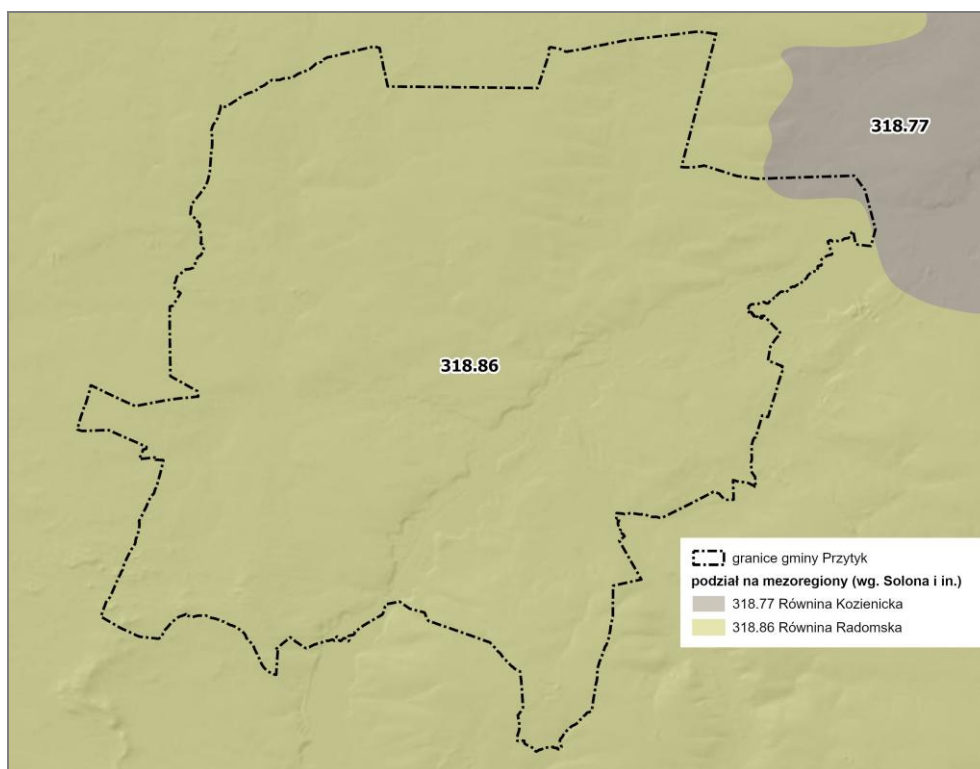 318.77
318.86
granice gminy Przytyk
podział na mezoregiony (wg. Solona i in.)
318.77 Równina Kozienicka
318.86 Równina Radomska